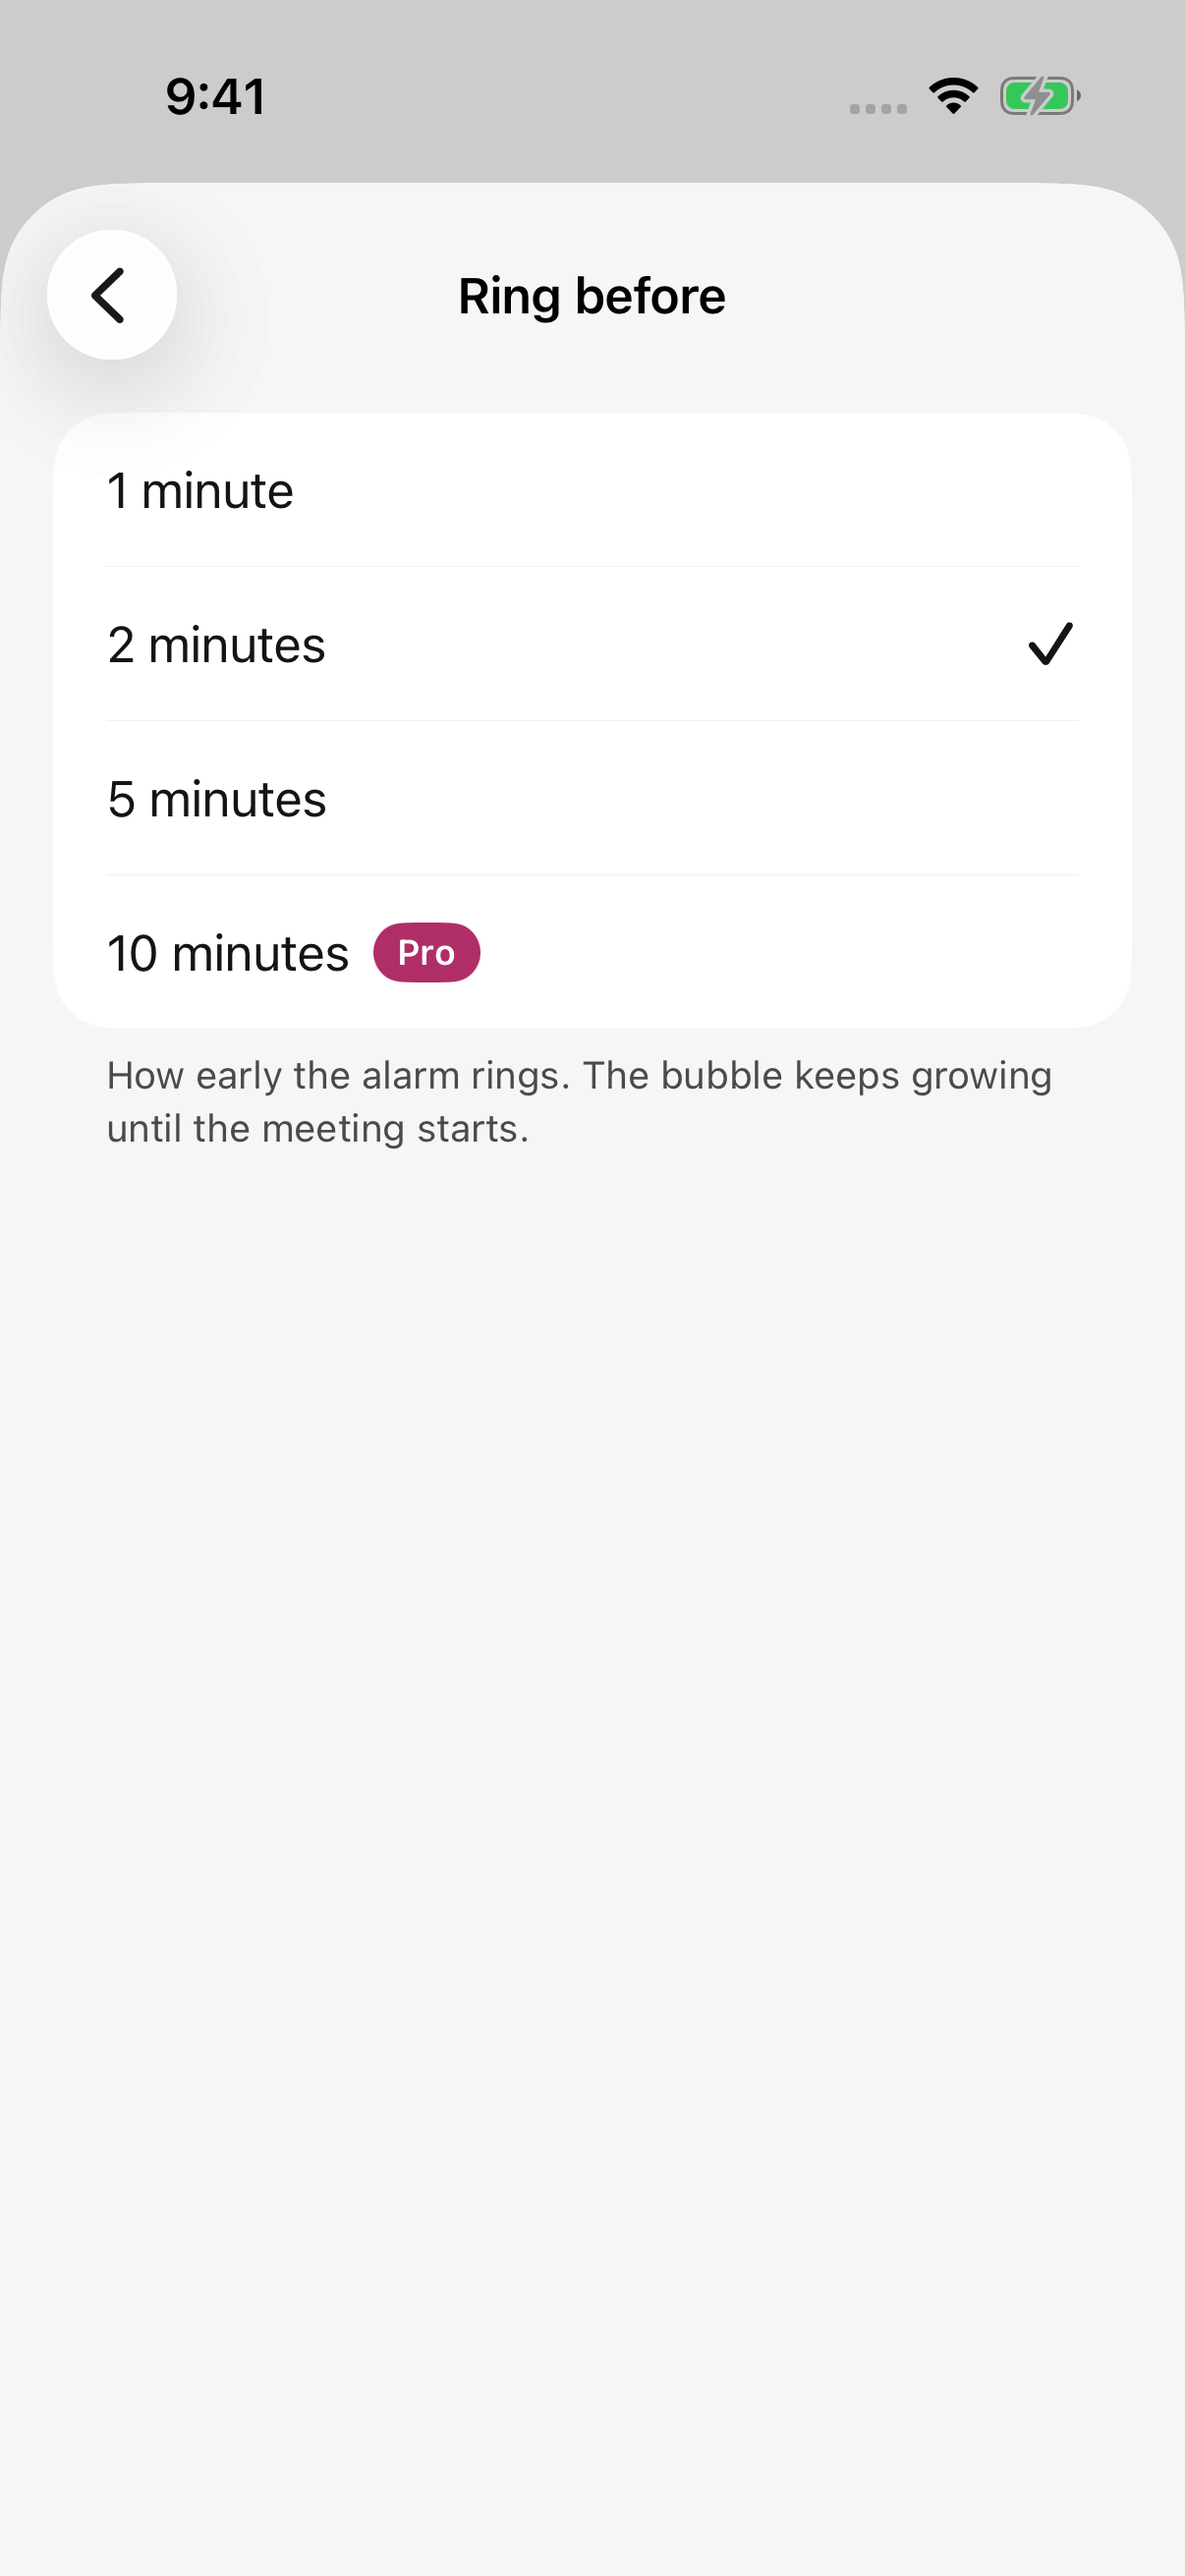 9:41
Ring before
1 minute
2 minutes
5 minutes
10 minutes Pro
How early the alarm rings. The bubble keeps growing
until the meeting starts.